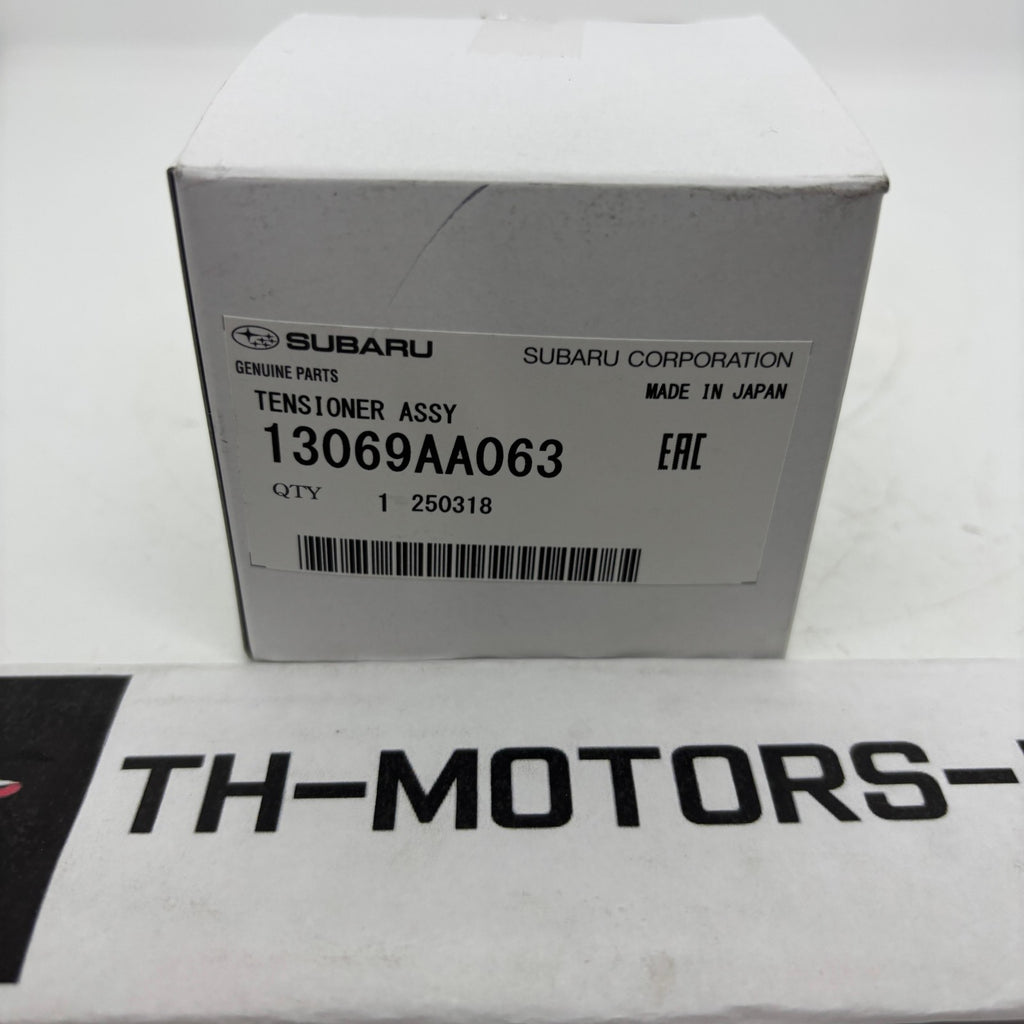 SUBARU
SUBARU CORPORATION
GENUINE PARTS
MADE IN JAPAN
TENSIONER ASSY
13069AA063
EAC
QTY 1 250318
TH-MOTORS-